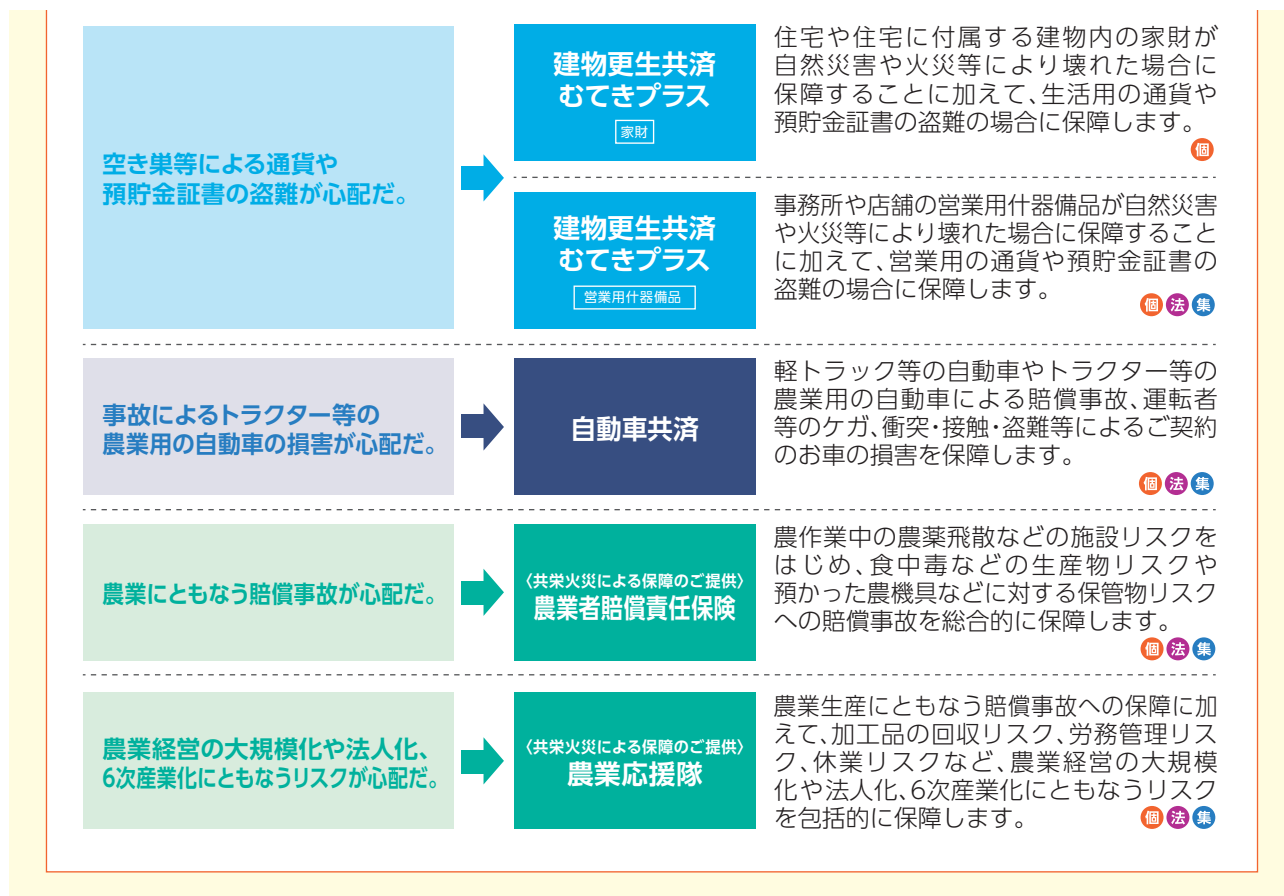 空き巣等による通貨や
預貯金証書の盗難が心配だ。
建物更生共済
むてきプラス
家財
住宅や住宅に付属する建物内の家財が
自然災害や火災等により壊れた場合に
保障することに加えて、生活用の通貨や
預貯金証書の盗難の場合に保障します。
個
建物更生共済
むてきプラス
営業用什器備品
事務所や店舗の営業用什器備品が自然災害
や火災等により壊れた場合に保障すること
に加えて、営業用の通貨や預貯金証書の
盗難の場合に保障します。
個 法 集
事故によるトラクター等の
農業用の自動車の損害が心配だ。
自動車共済
軽トラック等の自動車やトラクター等の
農業用の自動車による賠償事故、運転者
等のケガ、衝突・接触・盗難等によるご契約
のお車の損害を保障します。
個 法 集
農業にともなう賠償事故が心配だ。
〈共栄火災による保障のご提供〉
農業者賠償責任保険
農作業中の農薬飛散などの施設リスクを
はじめ、食中毒などの生産物リスクや
預かった農機具などに対する保管物リスク
への賠償事故を総合的に保障します。
個 法 集
農業経営の大規模化や法人化、
6次産業化にともなうリスクが心配だ。
〈共栄火災による保障のご提供〉
農業応援隊
農業生産にともなう賠償事故への保障に加
えて、加工品の回収リスク、労務管理リス
ク、休業リスクなど、農業経営の大規模
化や法人化、6次産業化にともなうリスク
を包括的に保障します。
個 法 集